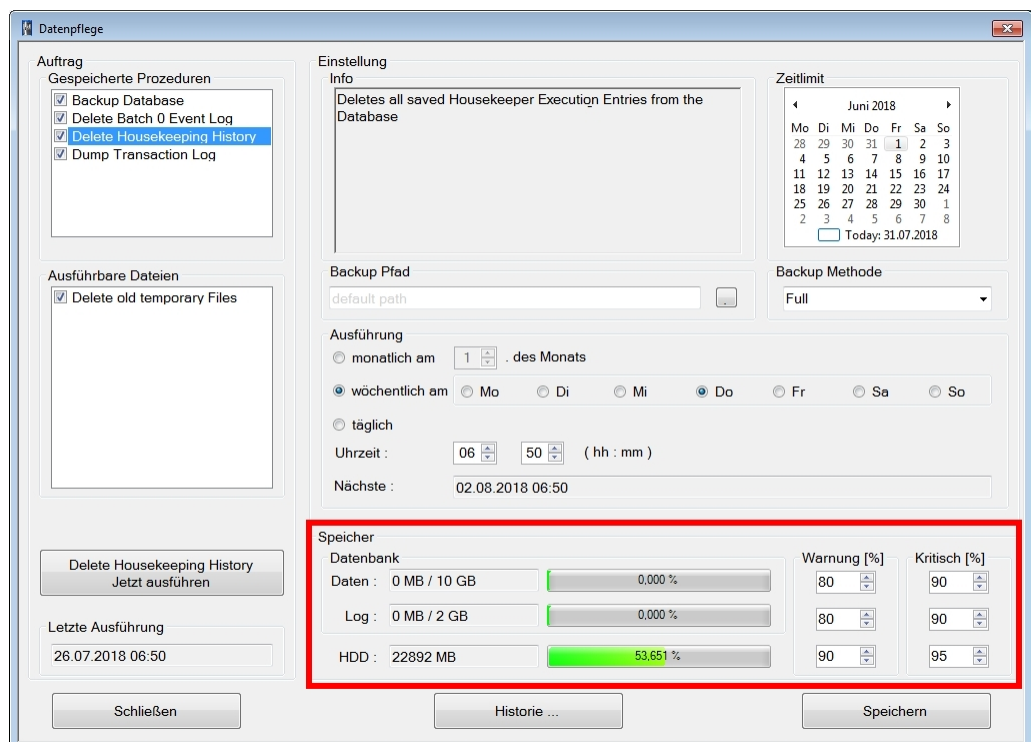 Datenpflege
Auftrag
Gespeicherte Prozeduren
Backup Database
Delete Batch 0 Event Log
Delete Housekeeping History
Dump Transaction Log
Ausführbare Dateien
Delete old temporary Files
Delete Housekeeping History
Jetzt ausführen
Letzte Ausführung
26.07.2018 06:50
Einstellung
Info
Deletes all saved Housekeeper Execution Entries from the
Database
Zeitlimit
Juni 2018
Mo Di Mi Do Fr Sa So
28 29 30 31 1 2 3
4 5 6 7 8 9 10
11 12 13 14 15 16 17
18 19 20 21 22 23 24
25 26 27 28 29 30 1
2 3 4 5 6 7 8
Today: 31.07.2018
Backup Pfad
default path
.
Backup Methode
Full
Ausführung
monatlich am 1 . des Monats
wöchentlich am Mo Di Mi Do Fr Sa So
täglich
Uhrzeit : 06 50 ( hh : mm )
Nächste : 02.08.2018 06:50
Speicher
Datenbank Warnung [%] Kritisch [%]
Daten : 0 MB / 10 GB 0,000 % 80 90
Log : 0 MB / 2 GB 0,000 % 80 90
HDD : 22892 MB 53,651 % 90 95
Schließen Historie ... Speichern